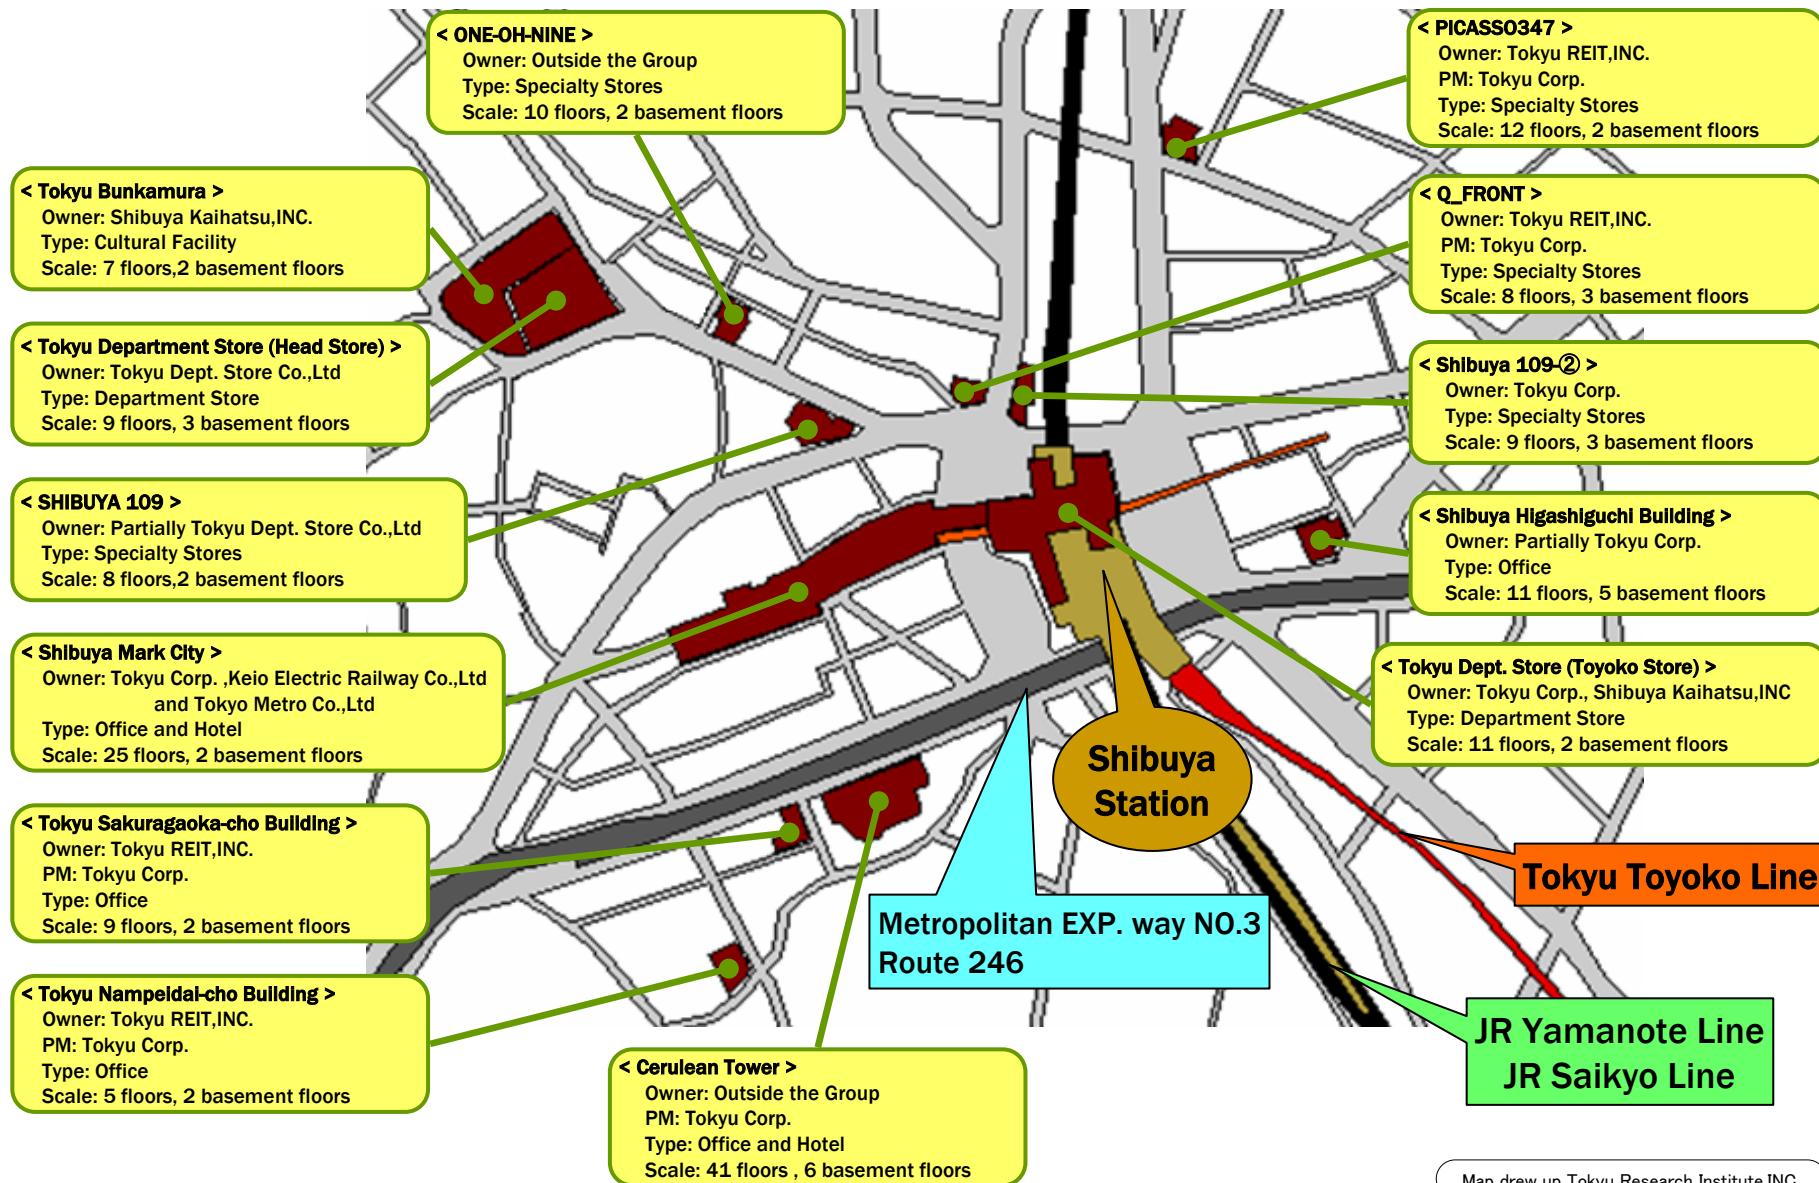 < ONE-OH-NINE >
Owner: Outside the Group
Type: Specialty Stores
Scale: 10 floors, 2 basement floors
< PICASSO347 >
Owner: Tokyu REIT,INC.
PM: Tokyu Corp.
Type: Specialty Stores
Scale: 12 floors, 2 basement floors
< Tokyu Bunkamura >
Owner: Shibuya Kaihatsu,INC.
Type: Cultural Facility
Scale: 7 floors,2 basement floors
< Q_FRONT >
Owner: Tokyu REIT,INC.
PM: Tokyu Corp.
Type: Specialty Stores
Scale: 8 floors, 3 basement floors
< Tokyu Department Store (Head Store) >
Owner: Tokyu Dept. Store Co.,Ltd
Type: Department Store
Scale: 9 floors, 3 basement floors
< Shibuya 109-② >
Owner: Tokyu Corp.
Type: Specialty Stores
Scale: 9 floors, 3 basement floors
< SHIBUYA 109 >
Owner: Partially Tokyu Dept. Store Co.,Ltd
Type: Specialty Stores
Scale: 8 floors,2 basement floors
< Shibuya Higashiguchi Building >
Owner: Partially Tokyu Corp.
Type: Office
Scale: 11 floors, 5 basement floors
< Shibuya Mark City >
Owner: Tokyu Corp. ,Keio Electric Railway Co.,Ltd
and Tokyo Metro Co.,Ltd
Type: Office and Hotel
Scale: 25 floors, 2 basement floors
< Tokyu Dept. Store (Toyoko Store) >
Owner: Tokyu Corp., Shibuya Kaihatsu,INC
Type: Department Store
Scale: 11 floors, 2 basement floors
Shibuya
Station
< Tokyu Sakuragaoka-cho Building >
Owner: Tokyu REIT,INC.
PM: Tokyu Corp.
Type: Office
Scale: 9 floors, 2 basement floors
Tokyu Toyoko Line
Metropolitan EXP. way NO.3
Route 246
< Tokyu Nampeidai-cho Building >
Owner: Tokyu REIT,INC.
PM: Tokyu Corp.
Type: Office
Scale: 5 floors, 2 basement floors
JR Yamanote Line
JR Saikyo Line
< Cerulean Tower >
Owner: Outside the Group
PM: Tokyu Corp.
Type: Office and Hotel
Scale: 41 floors , 6 basement floors
Map drew up Tokyu Research Institute,INC